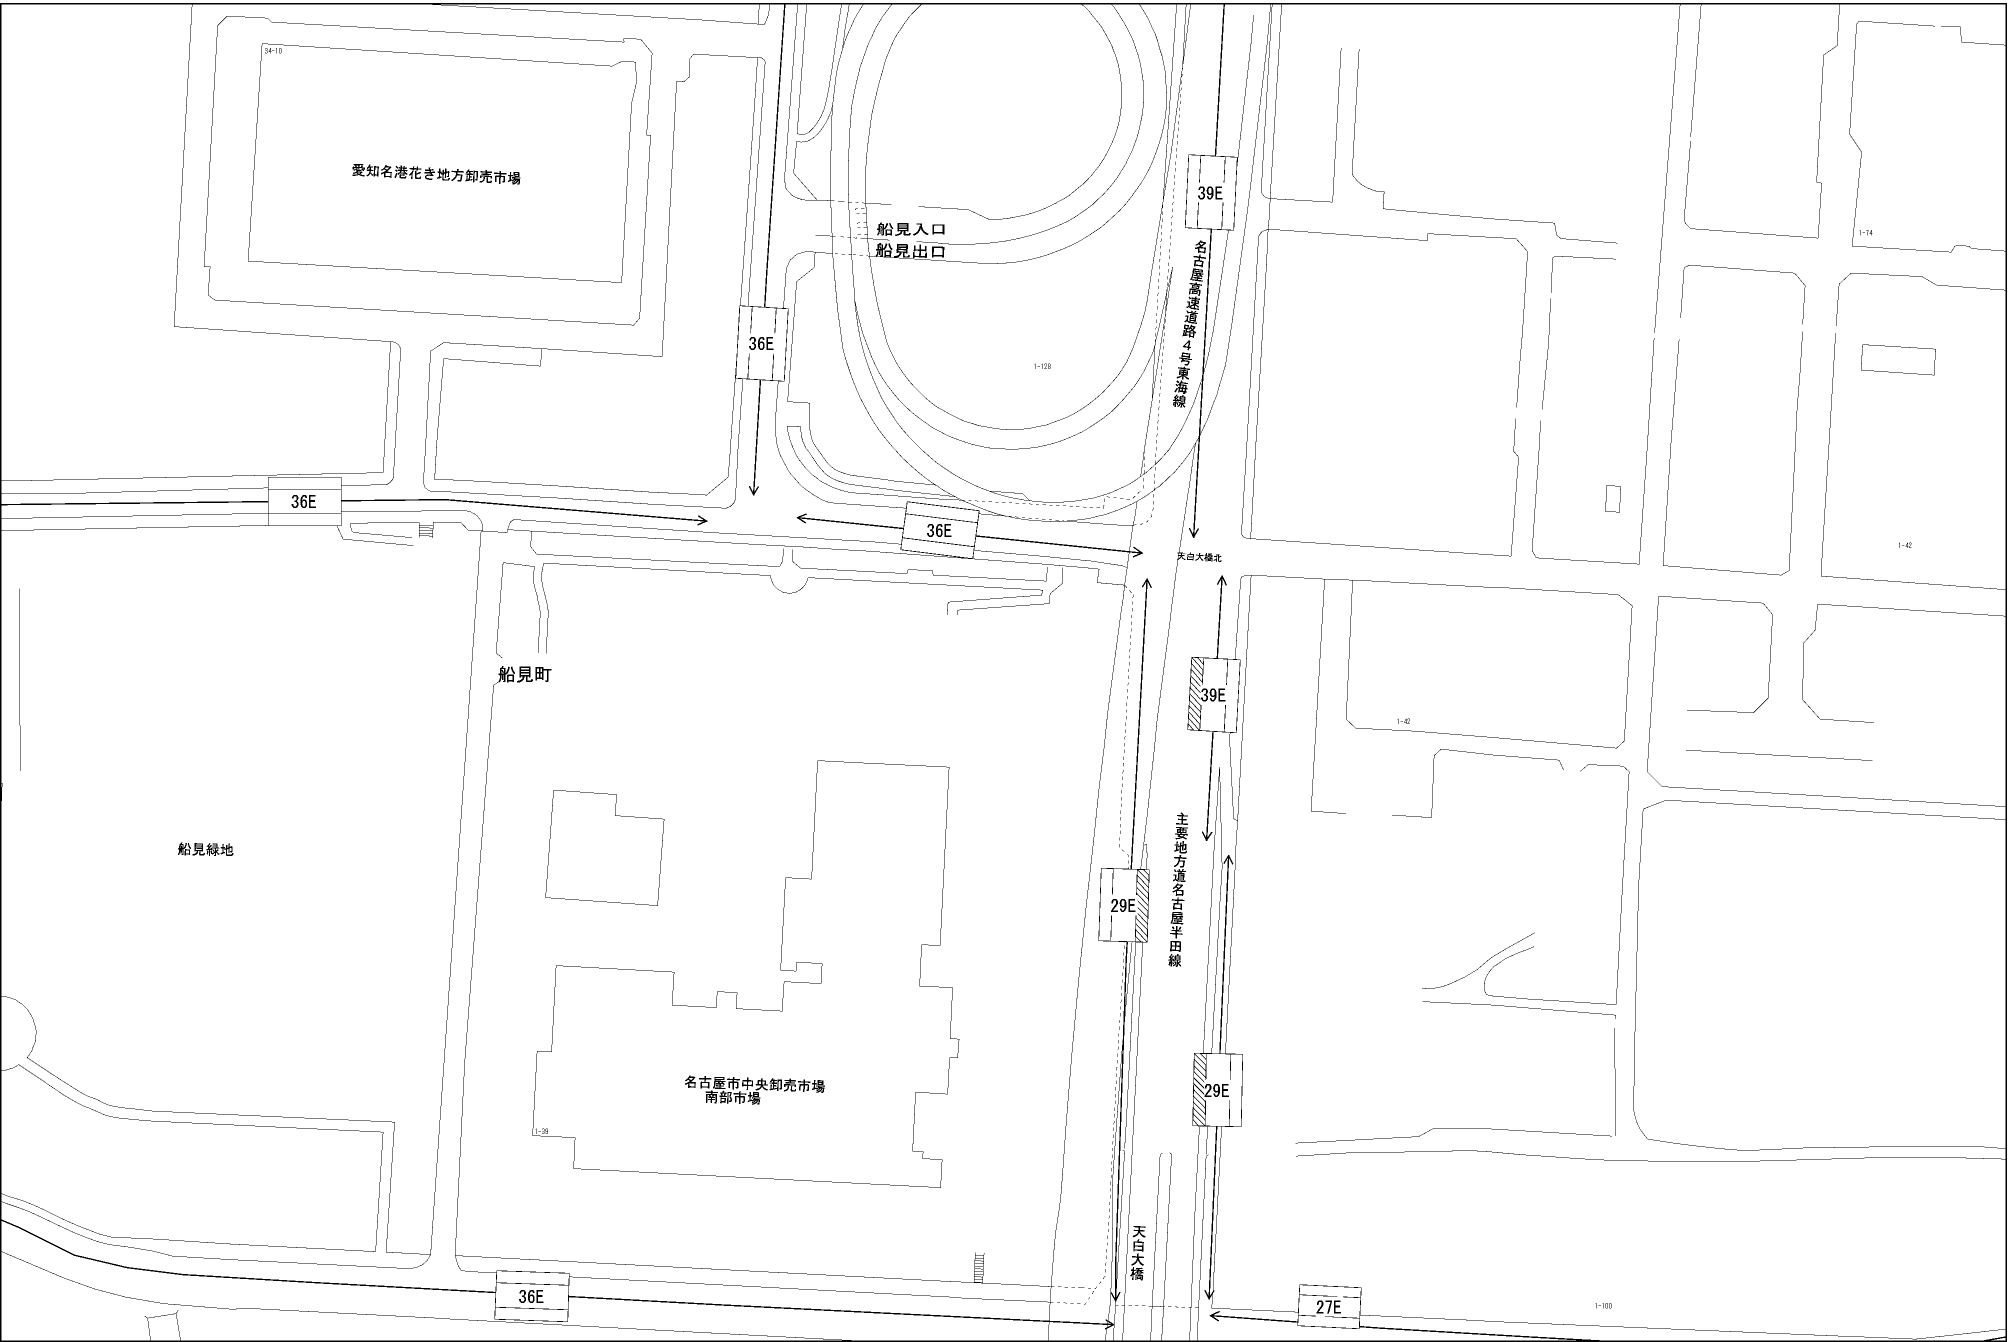 34-10
愛知名港花き地方卸売市場
39E
船見入口
船見出口
1-74
名古屋高速道路4号東海線
36E
1-128
36E
36E
天白大橋北
1-42
船見町
39E
1-42
主要地方道名古屋半田線
船見緑地
29E
名古屋市中央卸売市場
南部市場
29E
1-39
天白大橋
36E
27E
1-100